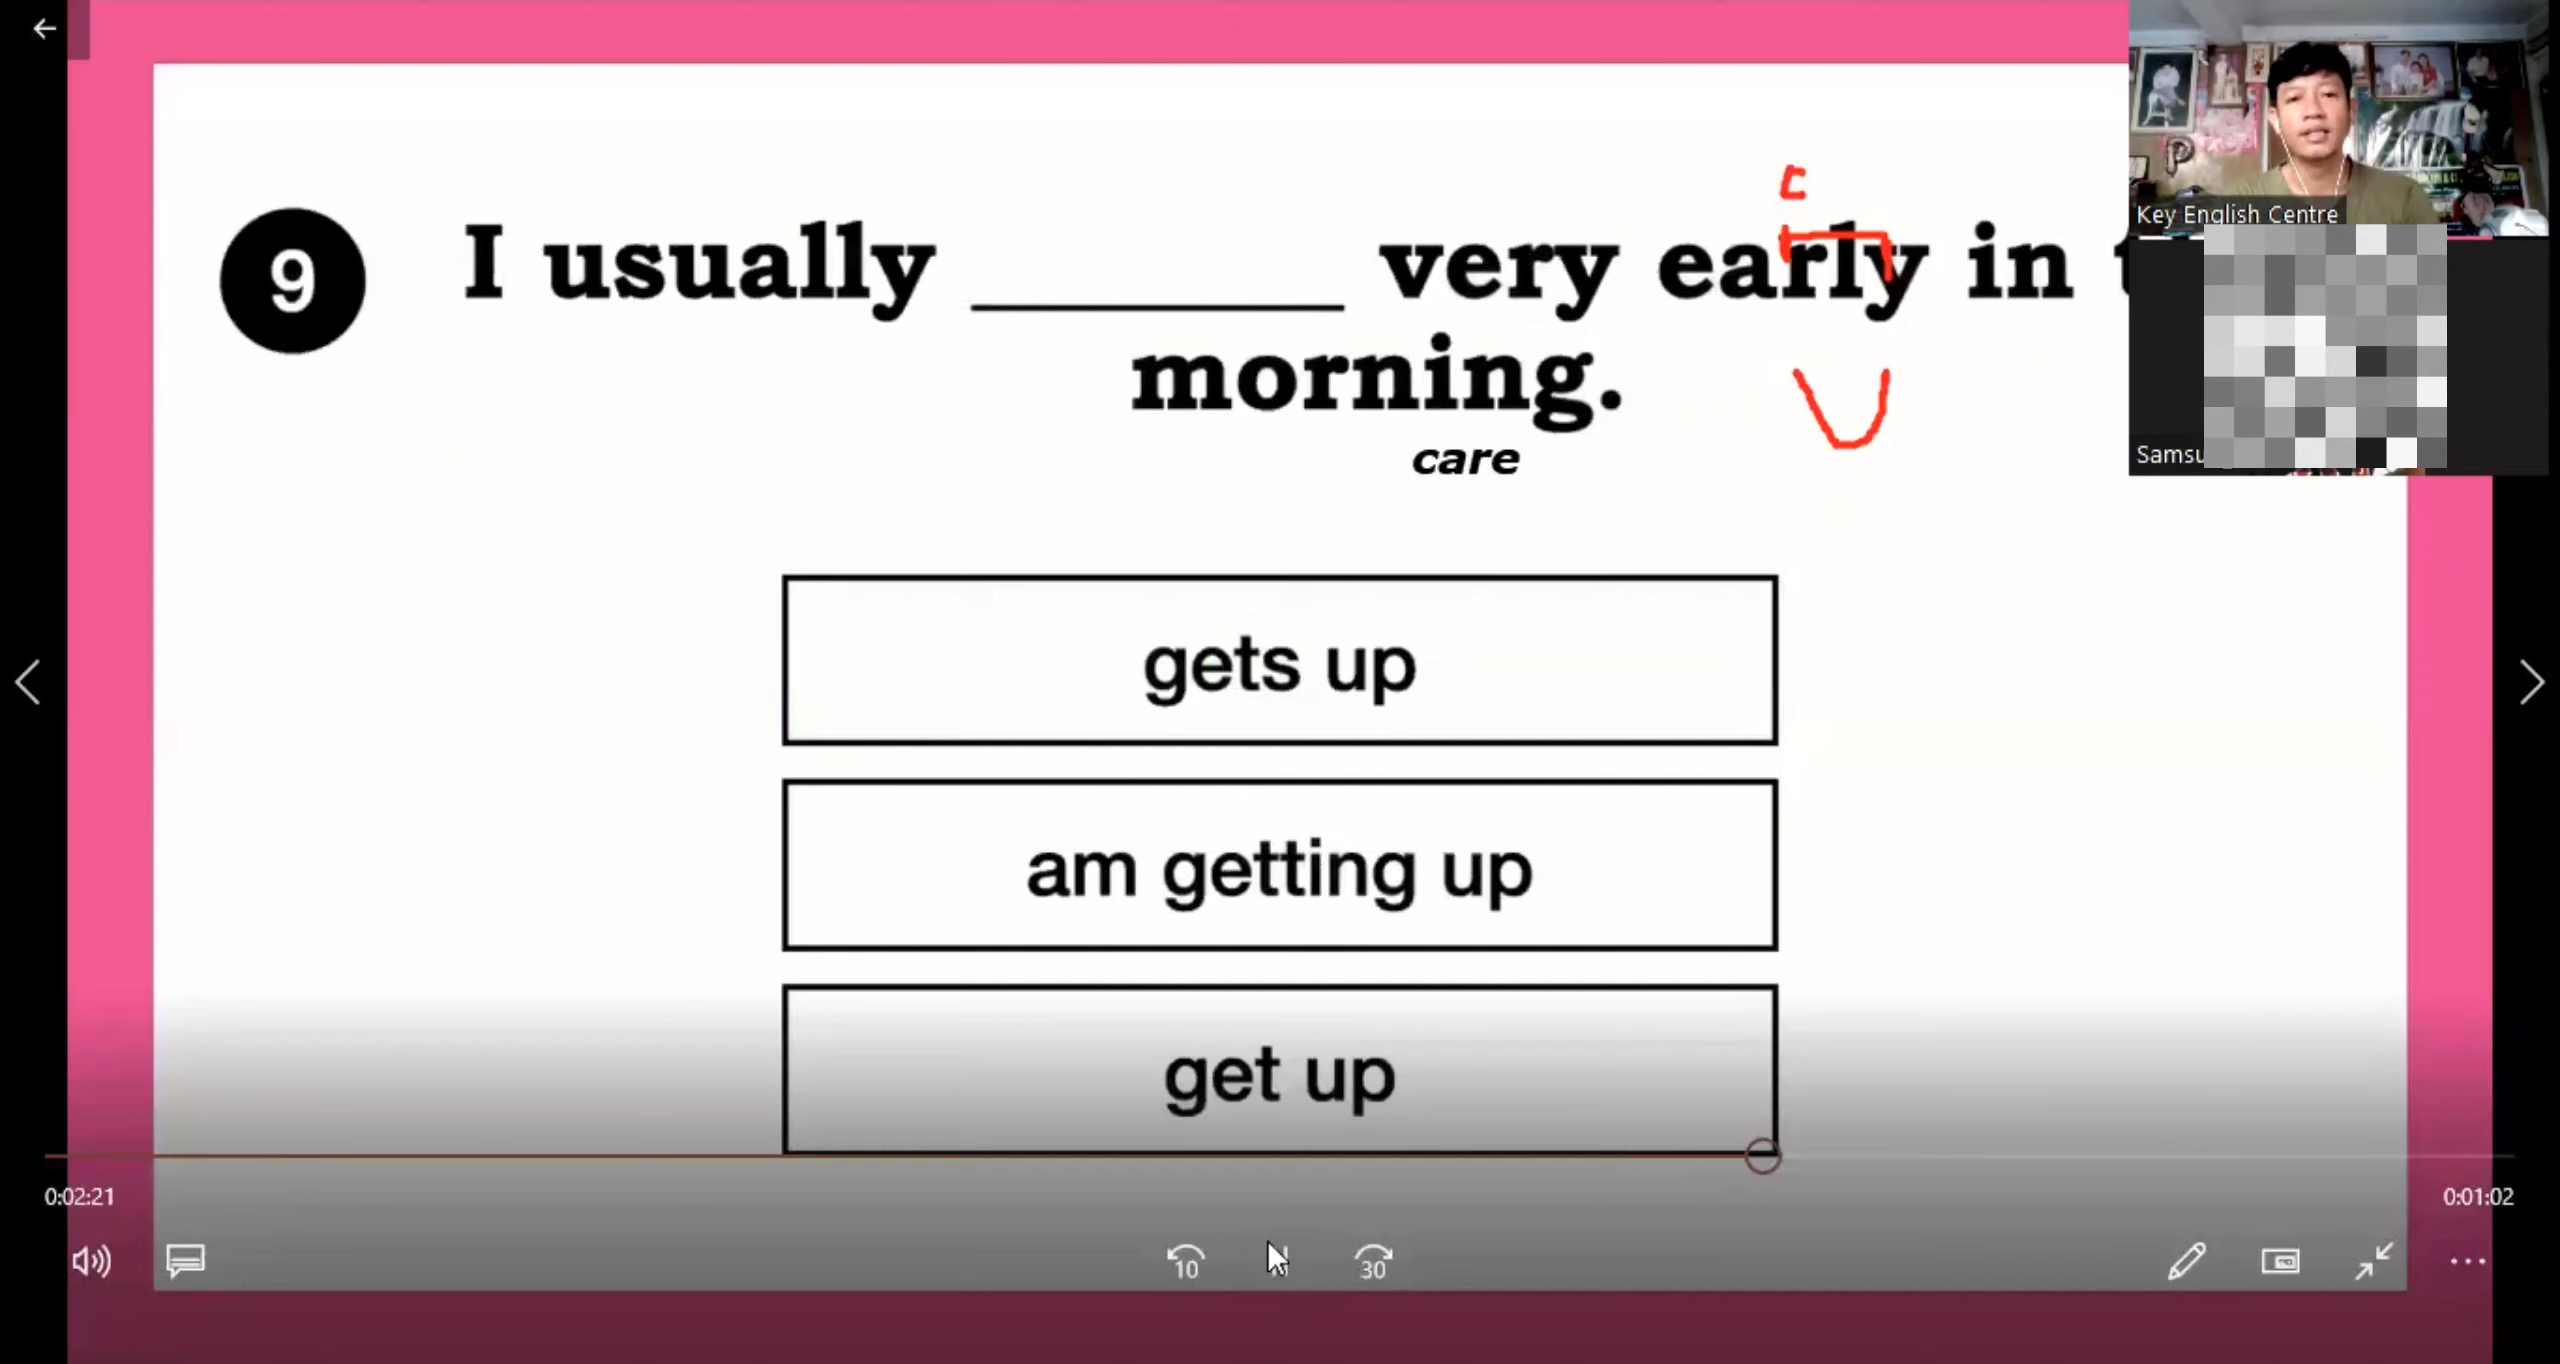 9 I usually ________ very early in
morning.
care
gets up
am getting up
get up
Key English Centre
0:02:21
0:01:02
10
30